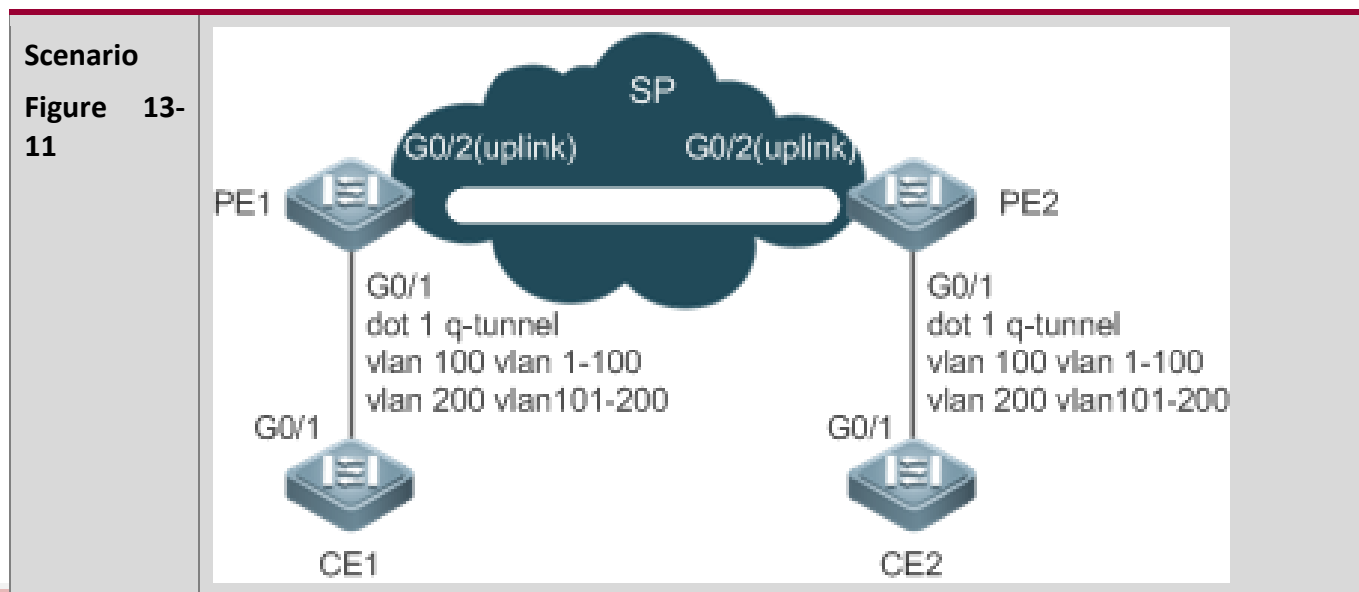 Scenario
Figure 13-
11
SP
G0/2(uplink) G0/2(uplink)
PE1 PE2
G0/1 G0/1
dot 1 q-tunnel dot 1 q-tunnel
vlan 100 vlan 1-100 vlan 100 vlan 1-100
vlan 200 vlan101-200 vlan 200 vlan101-200
G0/1 G0/1
CE1 CE2